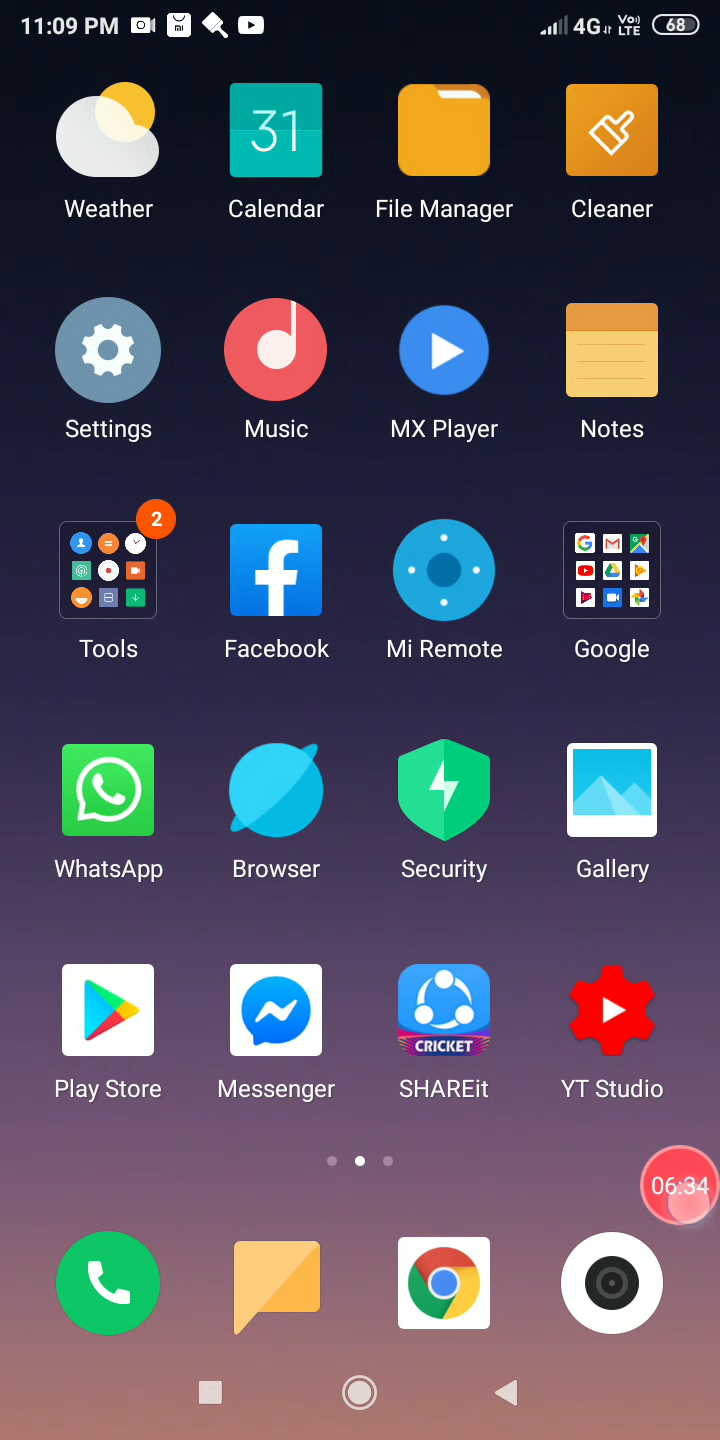 11:09 PM mi 4G Vo) LTE 68
31
Weather Calendar File Manager Cleaner
Settings Music MX Player Notes
2
Tools Facebook Mi Remote Google
WhatsApp Browser Security Gallery
CRICKET
Play Store Messenger SHAREit YT Studio
06:34